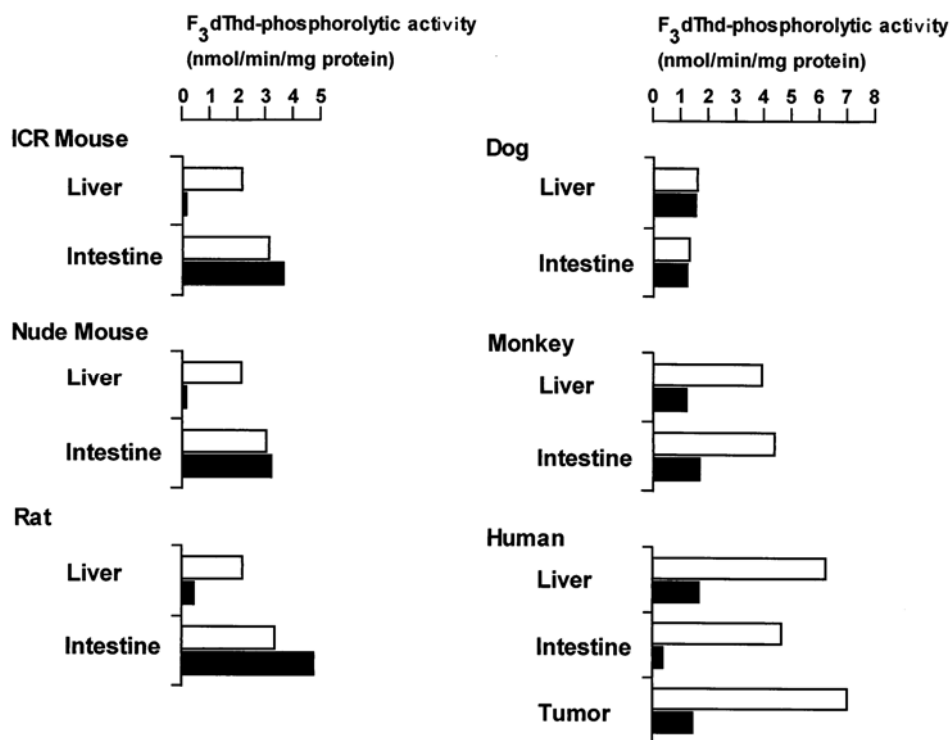 F3dThd-phosphorolytic activity
(nmol/min/mg protein)
0 1 2 3 4 5
ICR Mouse
Liver
Intestine
Nude Mouse
Liver
Intestine
Rat
Liver
Intestine
F3dThd-phosphorolytic activity
(nmol/min/mg protein)
0 1 2 3 4 5 6 7 8
Dog
Liver
Intestine
Monkey
Liver
Intestine
Human
Liver
Intestine
Tumor